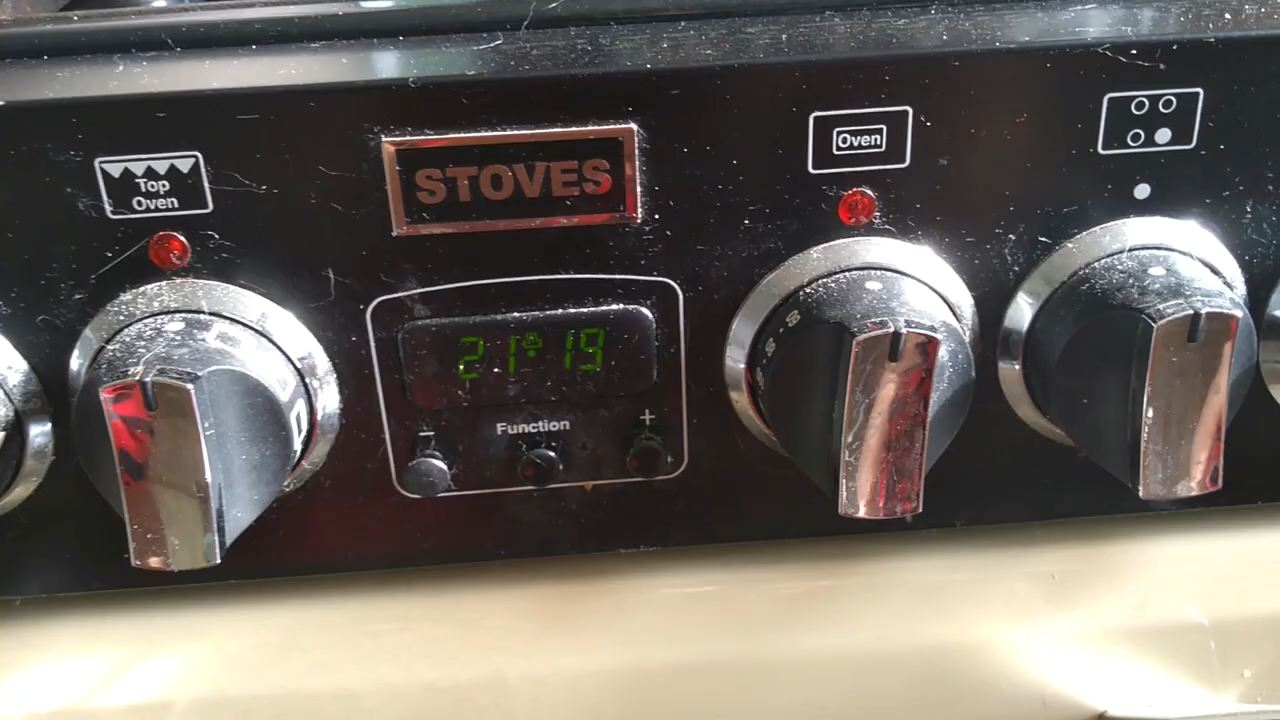 Top
Oven
STOVES
Oven
21 19
Function
- +